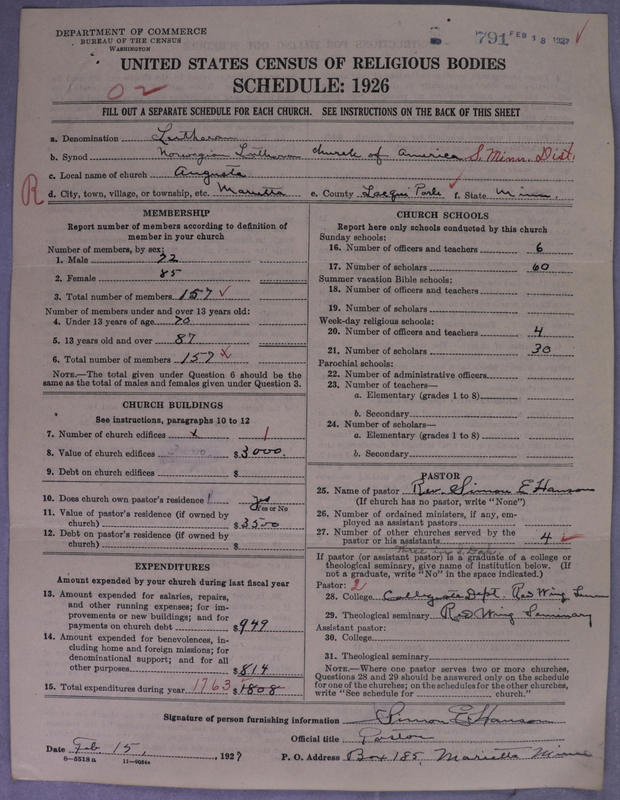 DEPARTMENT OF COMMERCE
BUREAU OF THE CENSUS
WASHINGTON
791 FEB 18 1927
UNITED STATES CENSUS OF RELIGIOUS BODIES
SCHEDULE: 1926
02
FILL OUT A SEPARATE SCHEDULE FOR EACH CHURCH. SEE INSTRUCTIONS ON THE BACK OF THIS SHEET
a. Denomination Lutheran
b. Synod Norwegian Lutheran Church of America S. Minn. Dist.
c. Local name of church Augusta
R
d. City, town, village, or township, etc. Marietta e. County Lacqui Parle f. State Minn.
MEMBERSHIP
Report number of members according to definition of member in your church
Number of members, by sex:
1. Male 72
2. Female 85
3. Total number of members 157
Number of members under and over 13 years old:
4. Under 13 years of age 70
5. 13 years old and over 87
6. Total number of members 157
NOTE.—The total given under Question 6 should be the same as the total of males and females given under Question 3.
CHURCH BUILDINGS
See instructions, paragraphs 10 to 12
7. Number of church edifices x 1
8. Value of church edifices $3000.
9. Debt on church edifices $
10. Does church own pastor's residence? yes
Yes or No
11. Value of pastor's residence (if owned by church) $3500
12. Debt on pastor's residence (if owned by church) $
EXPENDITURES
Amount expended by your church during last fiscal year
13. Amount expended for salaries, repairs, and other running expenses; for improvements or new buildings; and for payments on church debt $949
14. Amount expended for benevolences, including home and foreign missions; for denominational support; and for all other purposes $814
15. Total expenditures during year 1763 $1808
CHURCH SCHOOLS
Report here only schools conducted by this church
Sunday schools:
16. Number of officers and teachers 6
17. Number of scholars 60
Summer vacation Bible schools:
18. Number of officers and teachers
19. Number of scholars
Week-day religious schools:
20. Number of officers and teachers 4
21. Number of scholars 30
Parochial schools:
22. Number of administrative officers
23. Number of teachers—
a. Elementary (grades 1 to 8)
b. Secondary
24. Number of scholars—
a. Elementary (grades 1 to 8)
b. Secondary
PASTOR
25. Name of pastor Rev. Simon E Hanson
(If church has no pastor, write "None")
26. Number of ordained ministers, if any, employed as assistant pastors
27. Number of other churches served by the pastor or his assistants 4
Three in S. Dak.
If pastor (or assistant pastor) is a graduate of a college or theological seminary, give name of institution below. (If not a graduate, write "No" in the space indicated.)
Pastor: 2
28. College Collegiate Dept. Red Wing Sem
29. Theological seminary Red Wing Seminary
Assistant pastor:
30. College
31. Theological seminary
NOTE.—Where one pastor serves two or more churches, Questions 28 and 29 should be answered only on the schedule for one of the churches; on the schedules for the other churches, write "See schedule for church."
Signature of person furnishing information Simon E. Hanson
Official title Pastor
Date Feb 15, 1927 P. O. Address Box 185, Marietta Minn
8—5518a 11—9064a